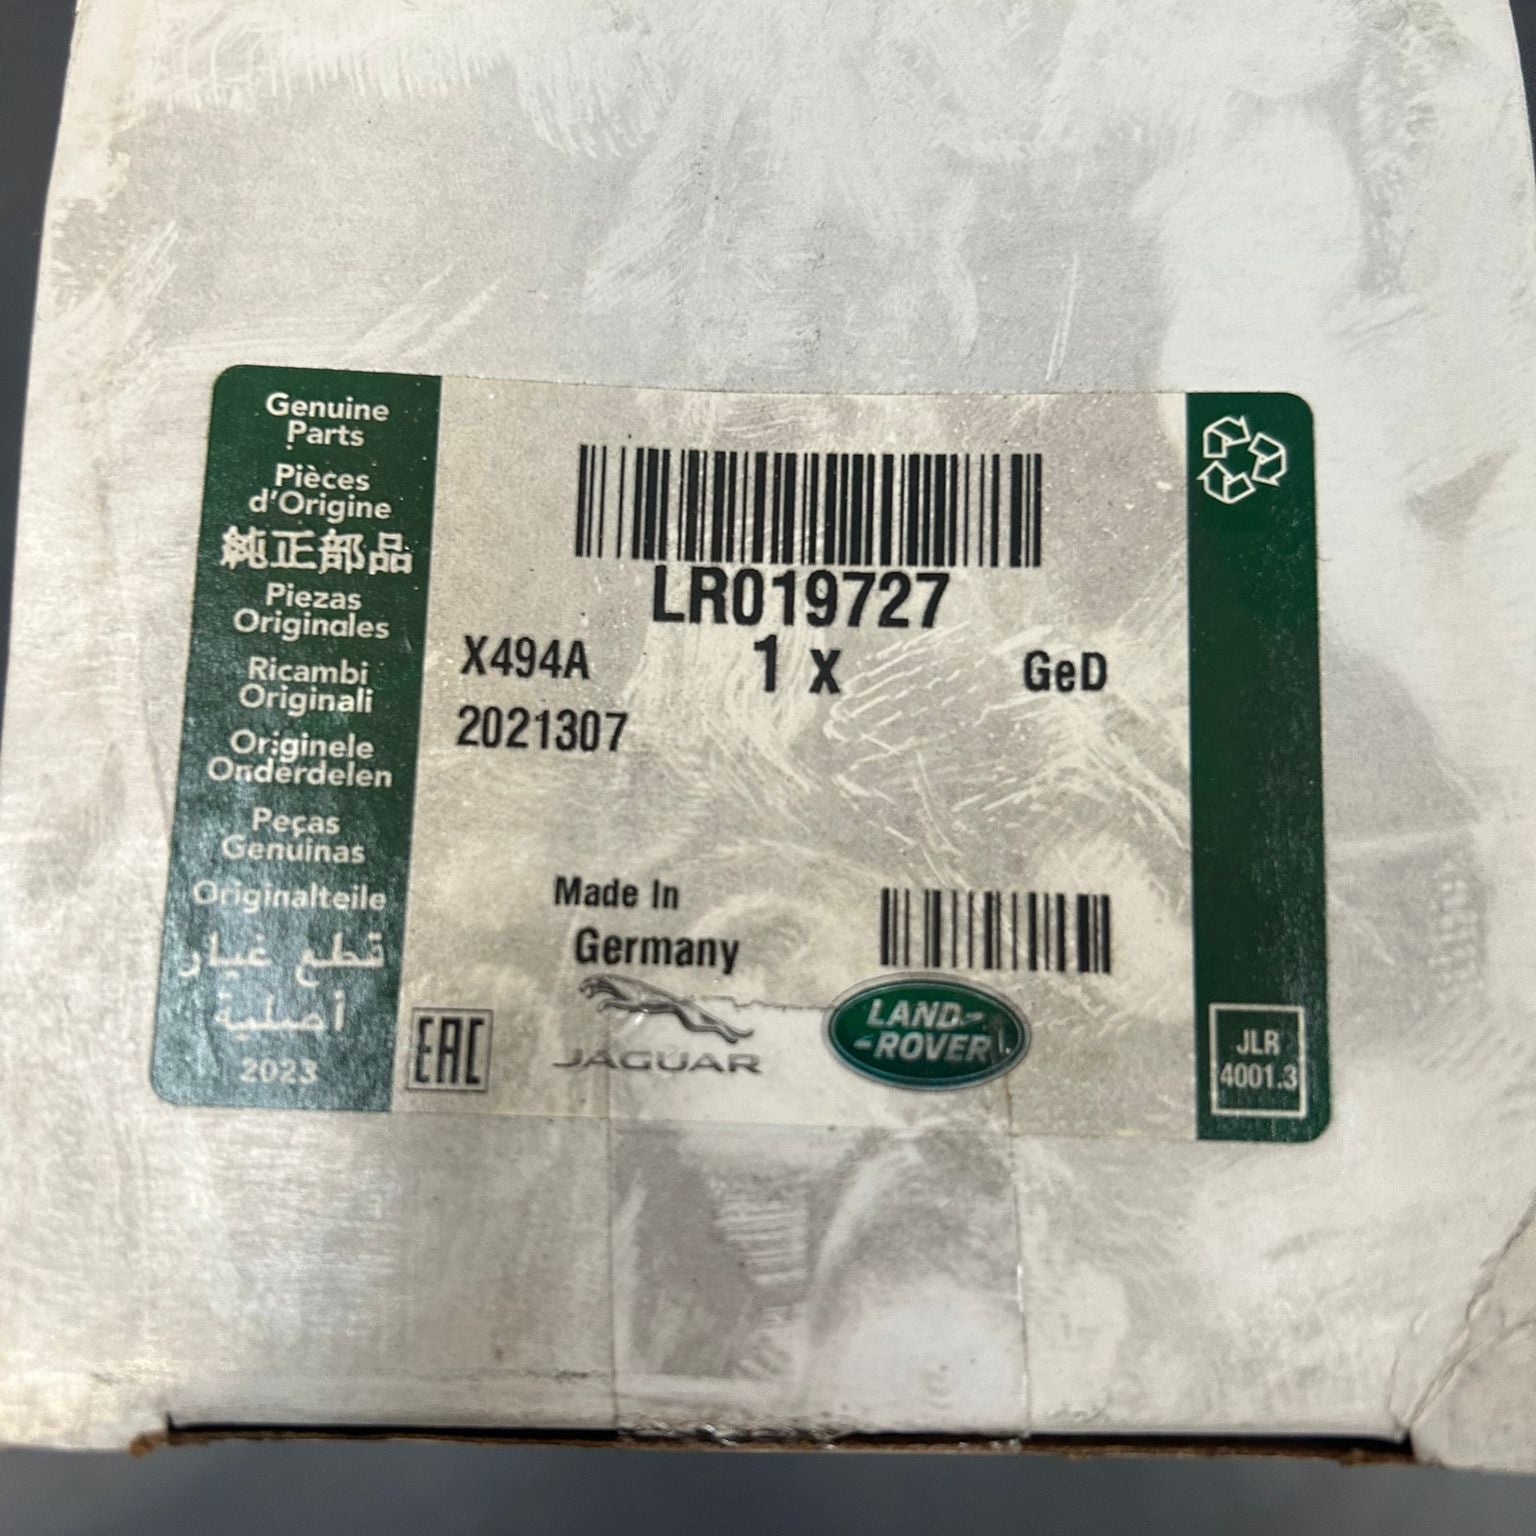 Genuine
Parts
Pièces
d'Origine
純正部品
Piezas
Originales
Ricambi
Originali
Originele
Onderdelen
Peças
Genuinas
Originalteile
قطع غيار
أصلية
2023
LR019727
X494A 1 x GeD
2021307
Made In
Germany
EAC
JAGUAR
LAND-
-ROVER
JLR
4001.3